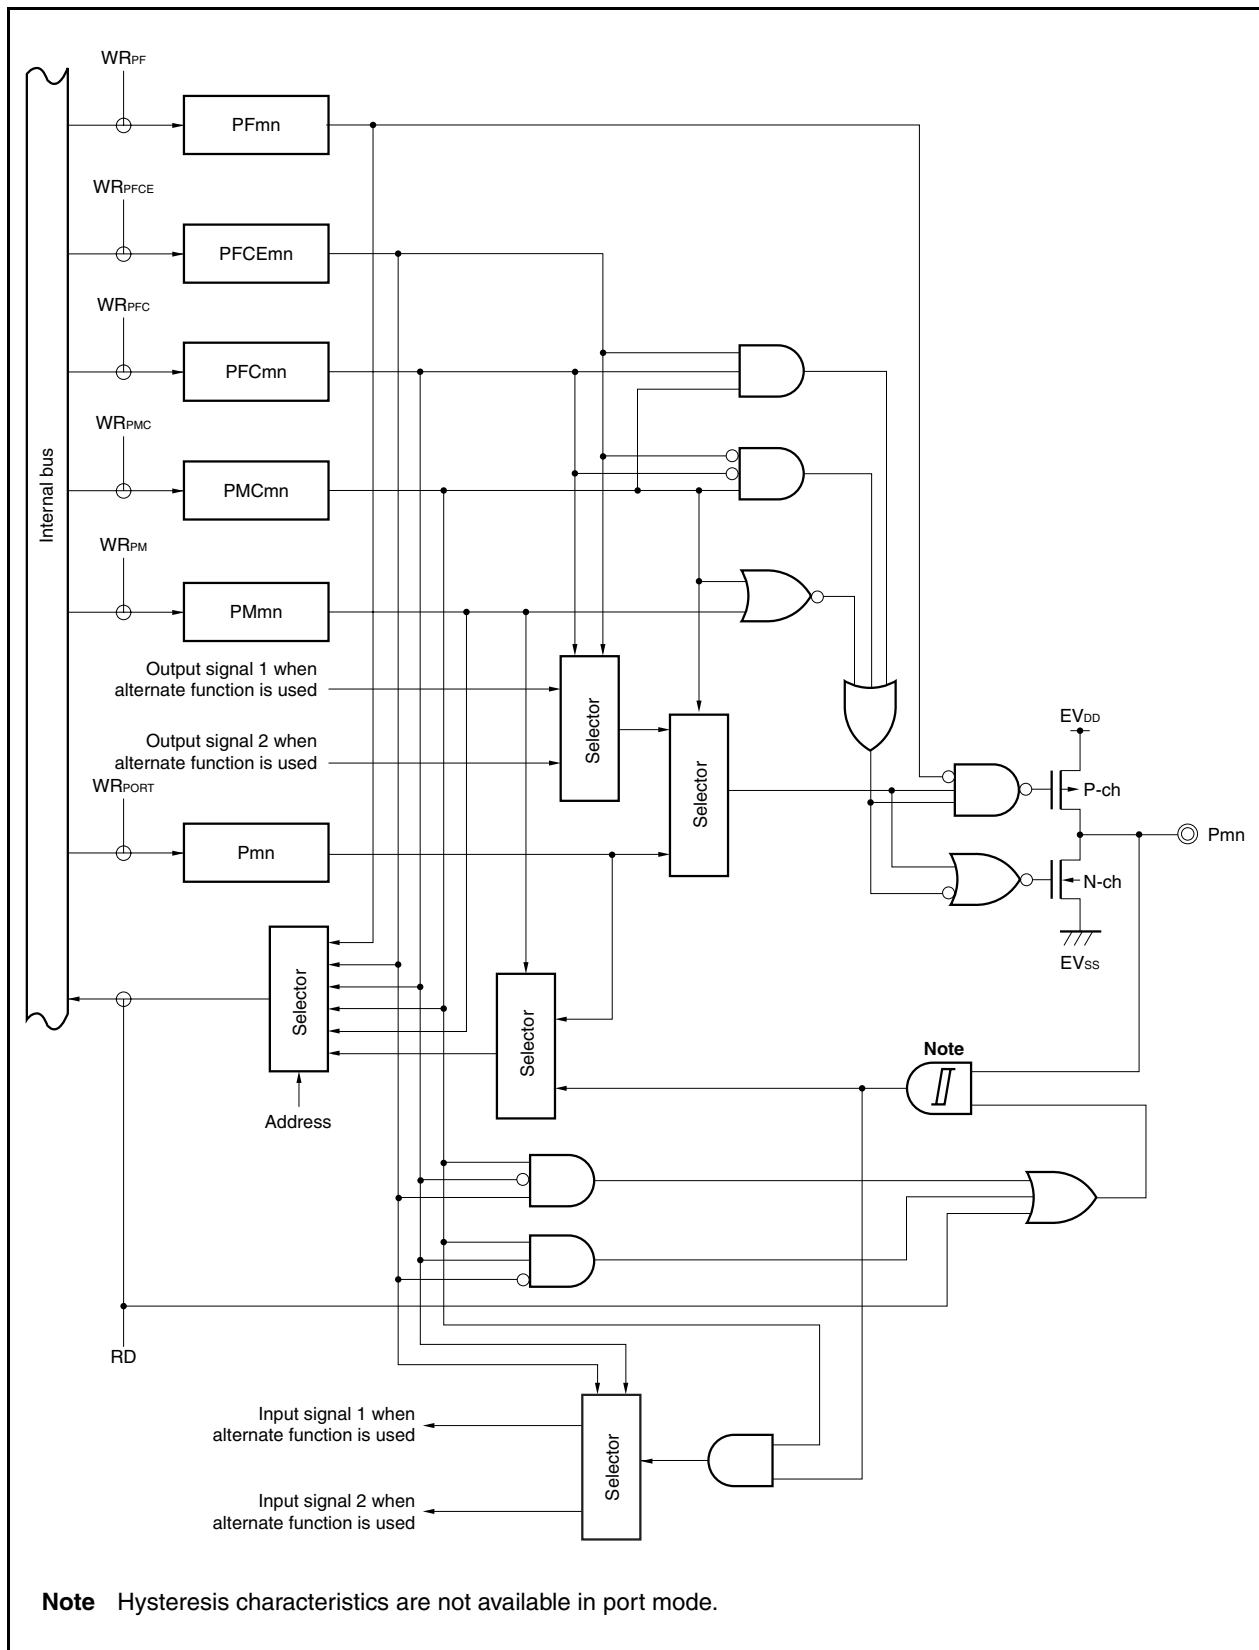 WRPF
PFmn
WRPFCE
PFCEmn
WRPFC
PFCmn
WRPMC
PMCmn
Internal bus
WRPM
PMmn
Output signal 1 when
alternate function is used
Output signal 2 when
alternate function is used
Selector
Selector
WRPORT
Pmn
EVDD
P-ch
Pmn
N-ch
EVSS
Selector
Selector
Note
Address
RD
Input signal 1 when
alternate function is used
Input signal 2 when
alternate function is used
Selector
Note Hysteresis characteristics are not available in port mode.